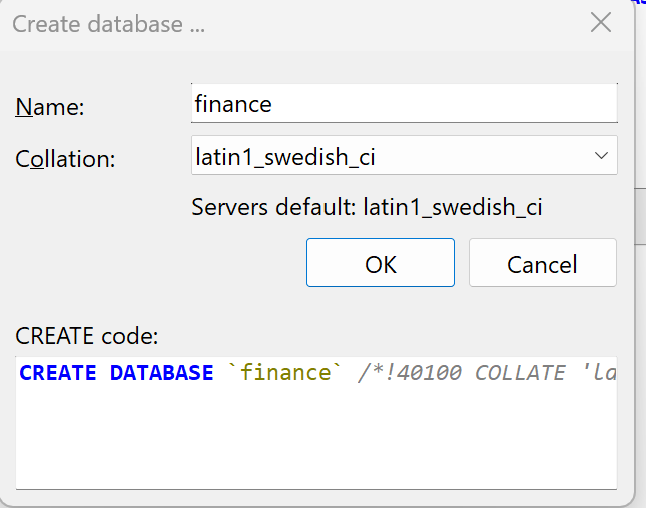 Create database ...
Name:
finance
Collation:
latin1_swedish_ci
Servers default: latin1_swedish_ci
OK
Cancel
CREATE code:
CREATE DATABASE `finance` /*!40100 COLLATE 'la